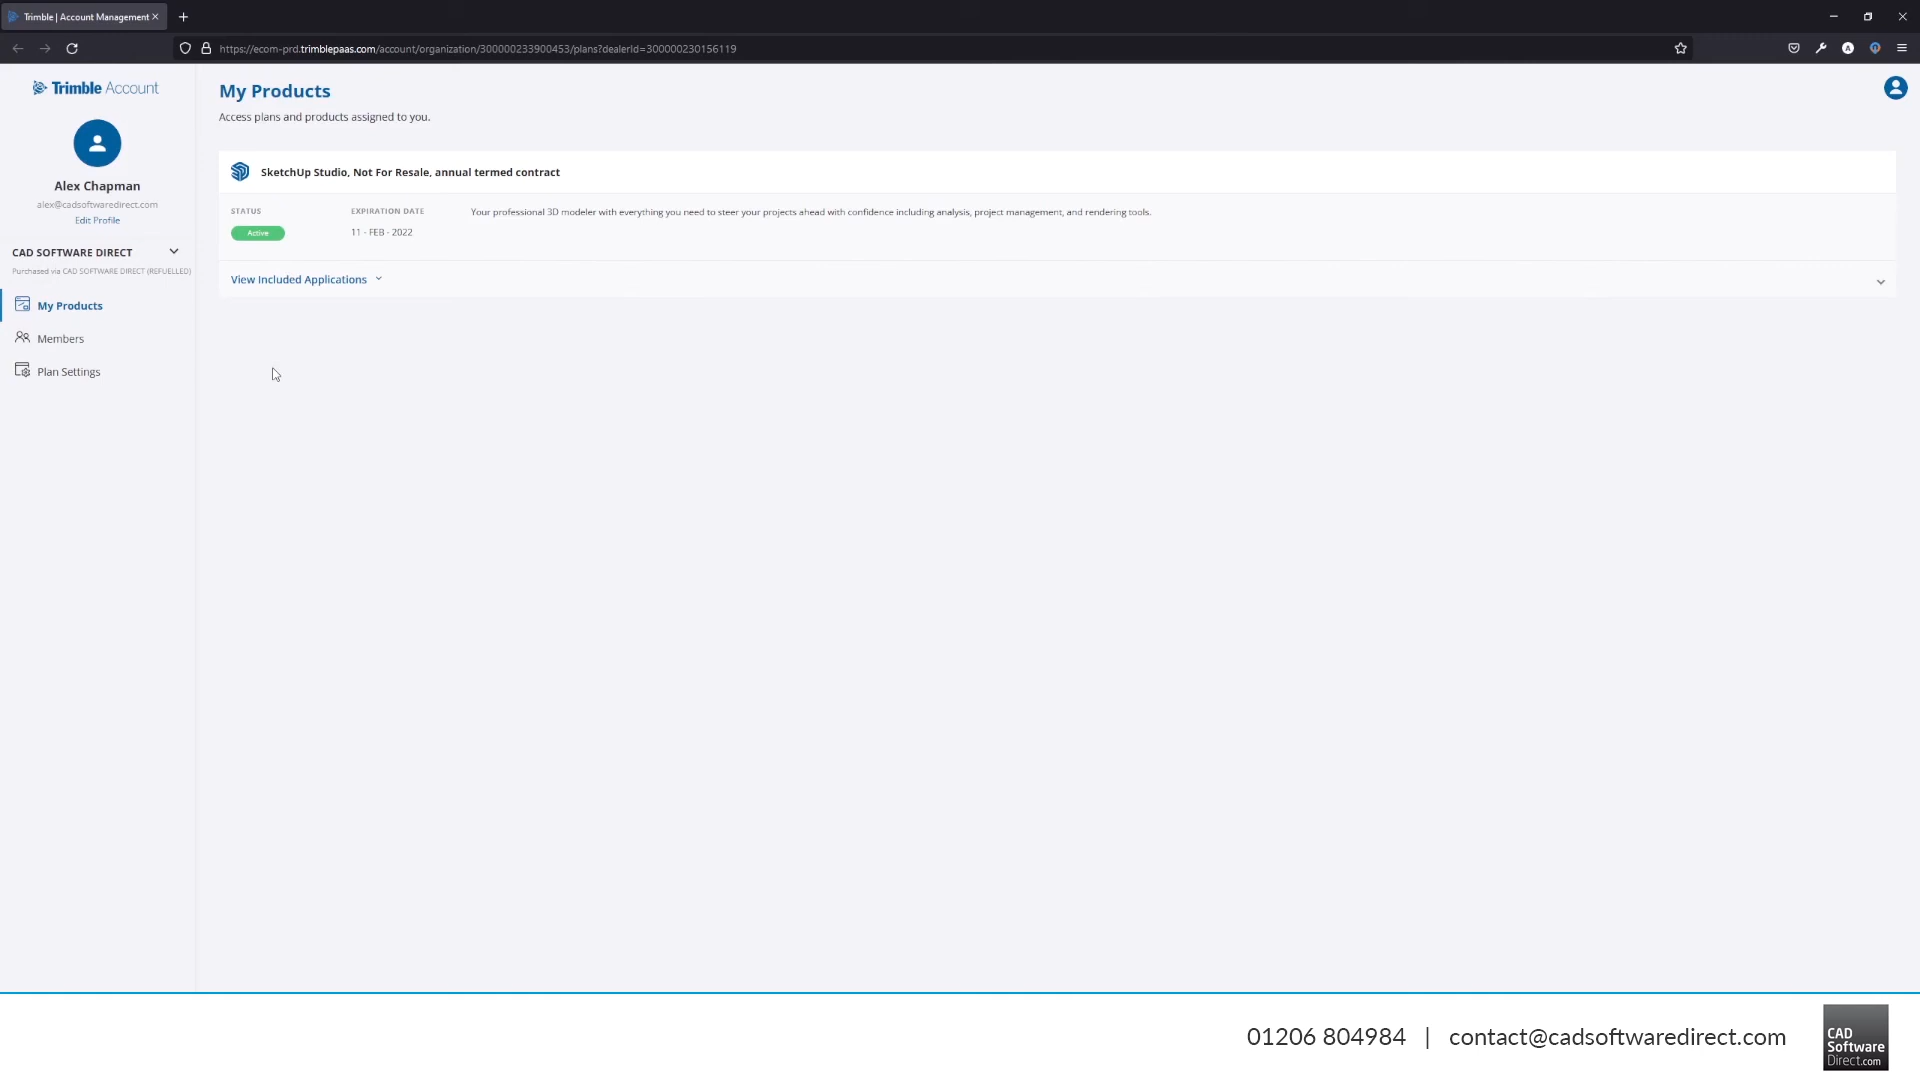 Trimble | Account Management
https://ecom-prd.trimblepaas.com/account/organization/300000233900453/plans?dealerId=300000230156119
Trimble Account
Alex Chapman
alex@cadsoftwaredirect.com
Edit Profile
CAD SOFTWARE DIRECT
Purchased via CAD SOFTWARE DIRECT (REFUELLED)
My Products
Members
Plan Settings
My Products
Access plans and products assigned to you.
SketchUp Studio, Not For Resale, annual termed contract
STATUS
Active
EXPIRATION DATE
11 - FEB - 2022
Your professional 3D modeler with everything you need to steer your projects ahead with confidence including analysis, project management, and rendering tools.
View Included Applications
01206 804984 | contact@cadsoftwaredirect.com
CAD
Software
Direct.com